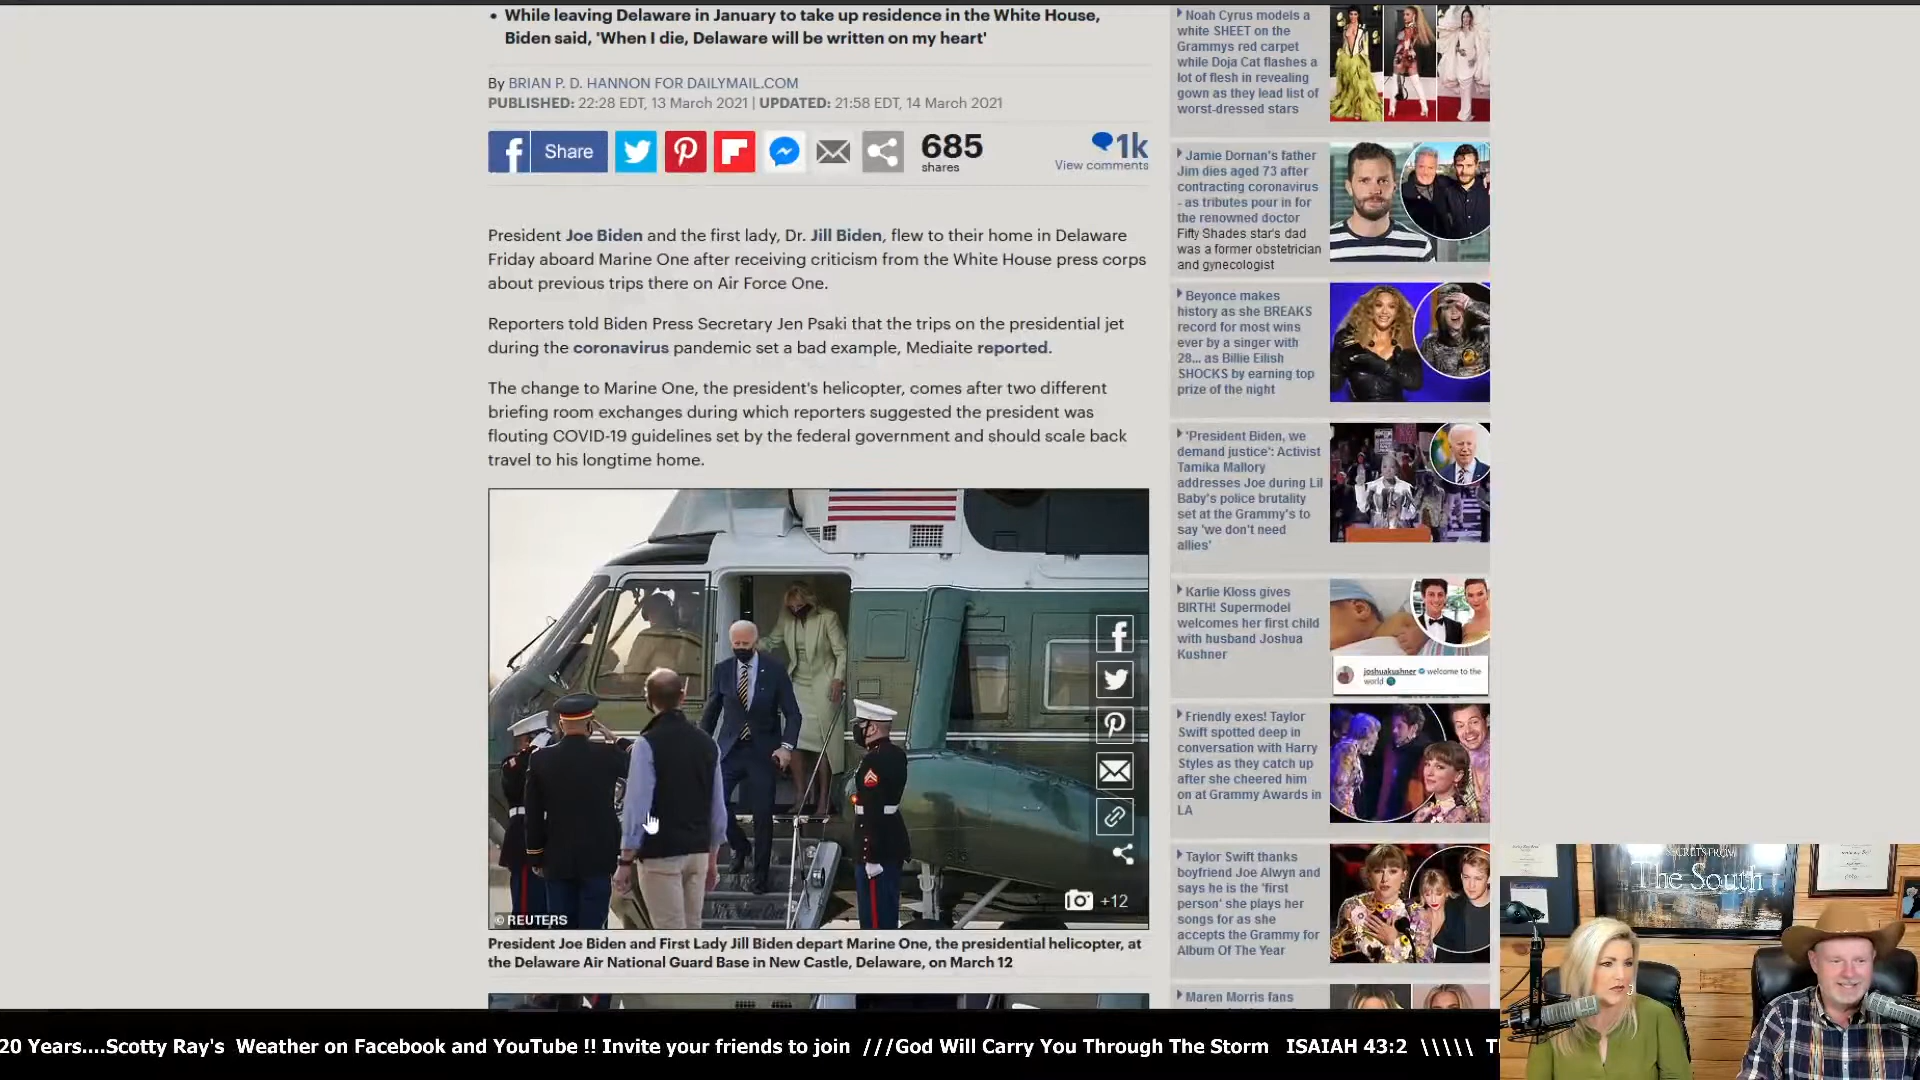 • While leaving Delaware in January to take up residence in the White House,
Biden said, 'When I die, Delaware will be written on my heart'
By BRIAN P. D. HANNON FOR DAILYMAIL.COM
PUBLISHED: 22:28 EDT, 13 March 2021 | UPDATED: 21:58 EDT, 14 March 2021
Share
685
shares
1k
View comments
President Joe Biden and the first lady, Dr. Jill Biden, flew to their home in Delaware
Friday aboard Marine One after receiving criticism from the White House press corps
about previous trips there on Air Force One.
Reporters told Biden Press Secretary Jen Psaki that the trips on the presidential jet
during the coronavirus pandemic set a bad example, Mediaite reported.
The change to Marine One, the president's helicopter, comes after two different
briefing room exchanges during which reporters suggested the president was
flouting COVID-19 guidelines set by the federal government and should scale back
travel to his longtime home.
+12
© REUTERS
President Joe Biden and First Lady Jill Biden depart Marine One, the presidential helicopter, at
the Delaware Air National Guard Base in New Castle, Delaware, on March 12
Noah Cyrus models a
white SHEET on the
Grammys red carpet
while Doja Cat flashes a
lot of flesh in revealing
gown as they lead list of
worst-dressed stars
Jamie Dornan's father
Jim dies aged 73 after
contracting coronavirus
- as tributes pour in for
the renowned doctor
Fifty Shades star's dad
was a former obstetrician
and gynecologist
Beyonce makes
history as she BREAKS
record for most wins
ever by a singer with
28... as Billie Eilish
SHOCKS by earning top
prize of the night
'President Biden, we
demand justice': Activist
Tamika Mallory
addresses Joe during Lil
Baby's police brutality
set at the Grammy's to
say 'we don't need
allies'
Karlie Kloss gives
BIRTH! Supermodel
welcomes her first child
with husband Joshua
Kushner
joshuakushner welcome to the
world
Friendly exes! Taylor
Swift spotted deep in
conversation with Harry
Styles as they catch up
after she cheered him
on at Grammy Awards in
LA
Taylor Swift thanks
boyfriend Joe Alwyn and
says he is the 'first
person' she plays her
songs for as she
accepts the Grammy for
Album Of The Year
Maren Morris fans
SECRETS FROM
The South
20 Years....Scotty Ray's Weather on Facebook and YouTube !! Invite your friends to join ///God Will Carry You Through The Storm ISAIAH 43:2 \\\\\